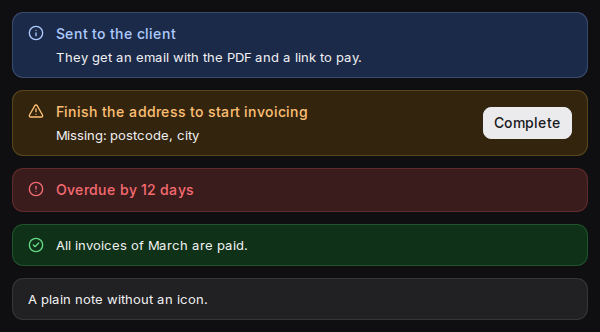 Sent to the client
They get an email with the PDF and a link to pay.
Finish the address to start invoicing
Missing: postcode, city
Complete
Overdue by 12 days
All invoices of March are paid.
A plain note without an icon.